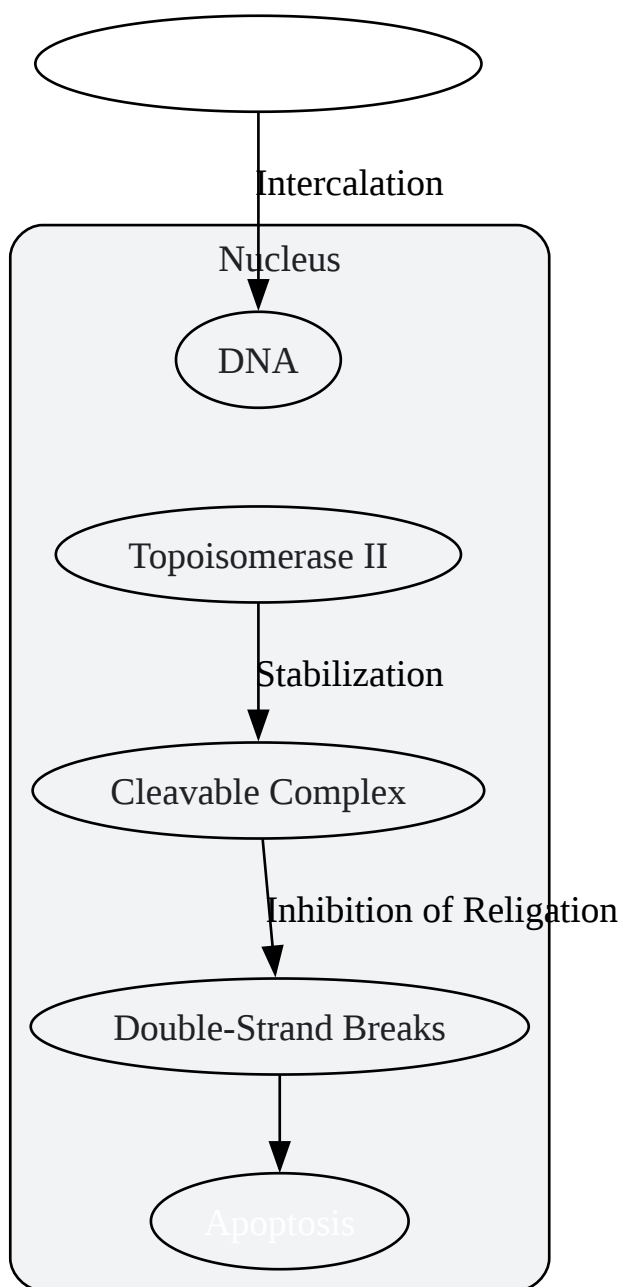 Intercalation
Nucleus
DNA
Topoisomerase II
Stabilization
Cleavable Complex
Inhibition of Religation
Double-Strand Breaks
Apoptosis